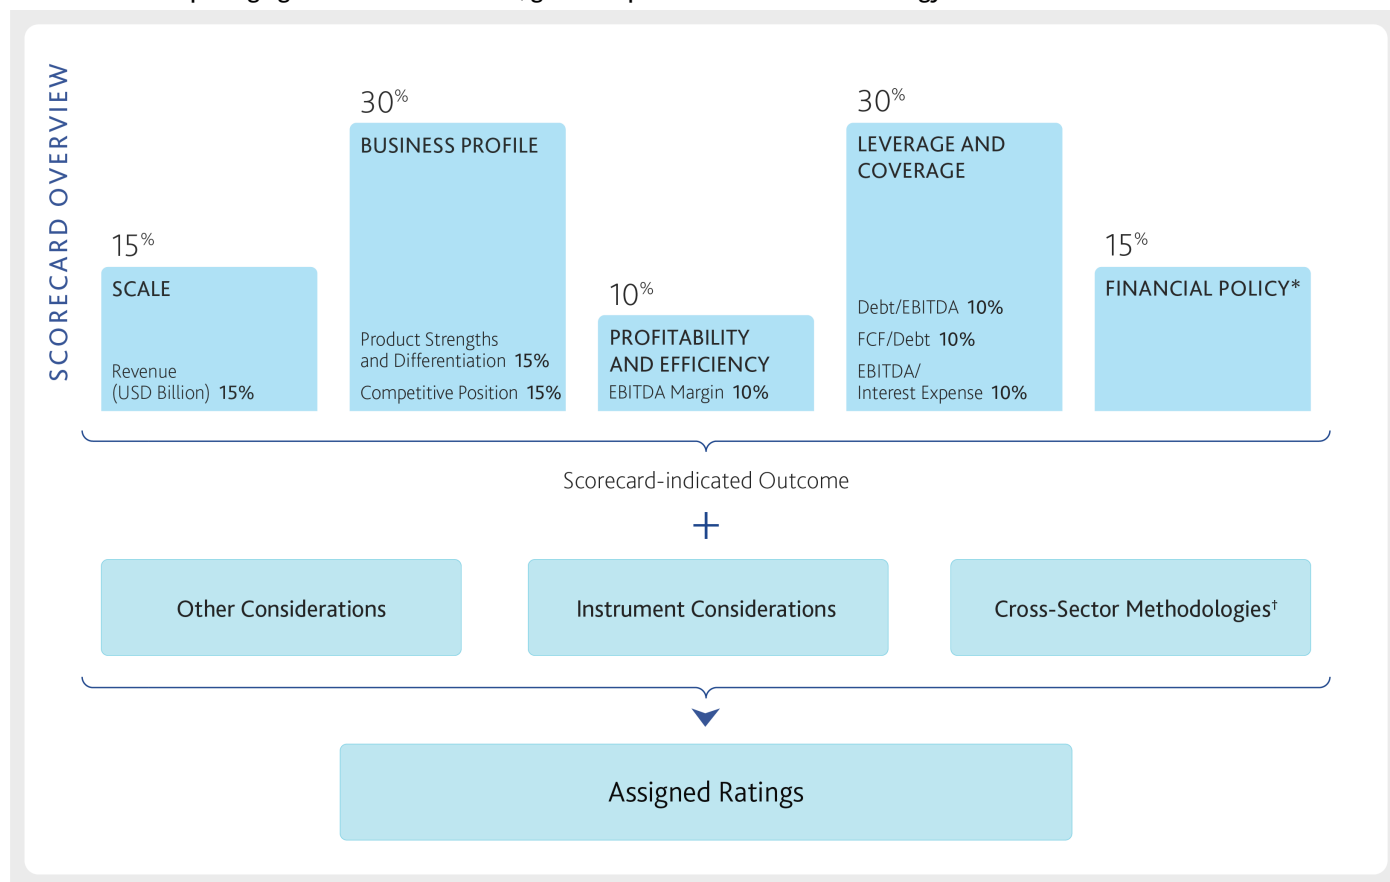 SCORECARD OVERVIEW
15%
SCALE
Revenue
(USD Billion) 15%
30%
BUSINESS PROFILE
Product Strengths
and Differentiation 15%
Competitive Position 15%
10%
PROFITABILITY
AND EFFICIENCY
EBITDA Margin 10%
30%
LEVERAGE AND
COVERAGE
Debt/EBITDA 10%
FCF/Debt 10%
EBITDA/
Interest Expense 10%
15%
FINANCIAL POLICY*
Scorecard-indicated Outcome
+
Other Considerations
Instrument Considerations
Cross-Sector Methodologies†
Assigned Ratings